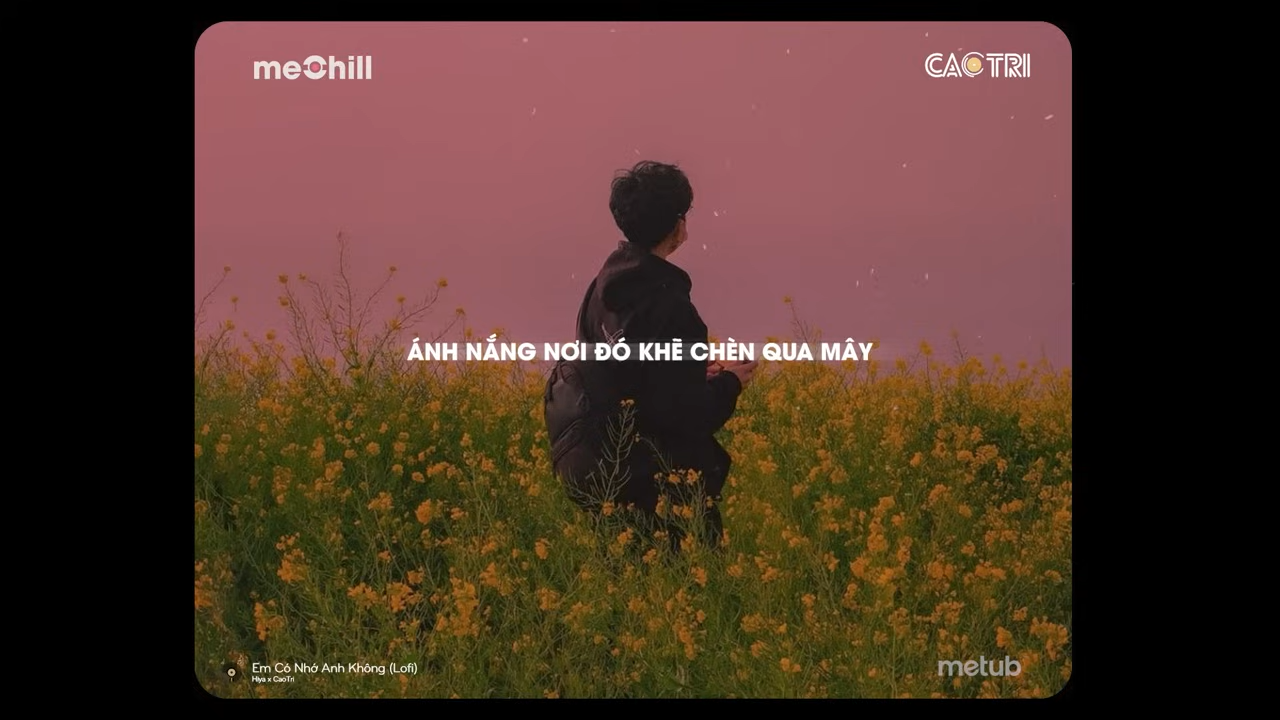 meChill
CAOTRI
ÁNH NẮNG NƠI ĐÓ KHẼ CHÈN QUA MÂY
Em Có Nhớ Anh Không (Lofi)
Hiya x CaoTri
metub